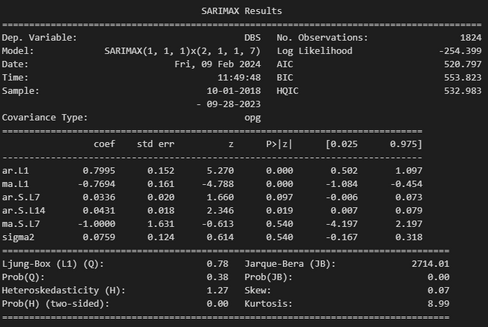 SARIMAX Results
==============================================================================
Dep. Variable: DBS No. Observations: 1824
Model: SARIMAX(1, 1, 1)x(2, 1, 1, 7) Log Likelihood -254.399
Date: Fri, 09 Feb 2024 AIC 520.797
Time: 11:49:48 BIC 553.823
Sample: 10-01-2018 HQIC 532.983
- 09-28-2023
Covariance Type: opg
==============================================================================
coef std err z P>|z| [0.025 0.975]
------------------------------------------------------------------------------
ar.L1 0.7995 0.152 5.270 0.000 0.502 1.097
ma.L1 -0.7694 0.161 -4.788 0.000 -1.084 -0.454
ar.S.L7 0.0336 0.020 1.660 0.097 -0.006 0.073
ar.S.L14 0.0431 0.018 2.346 0.019 0.007 0.079
ma.S.L7 -1.0000 1.631 -0.613 0.540 -4.197 2.197
sigma2 0.0759 0.124 0.614 0.540 -0.167 0.318
==============================================================================
Ljung-Box (L1) (Q): 0.78 Jarque-Bera (JB): 2714.01
Prob(Q): 0.38 Prob(JB): 0.00
Heteroskedasticity (H): 1.27 Skew: 0.07
Prob(H) (two-sided): 0.00 Kurtosis: 8.99
==============================================================================